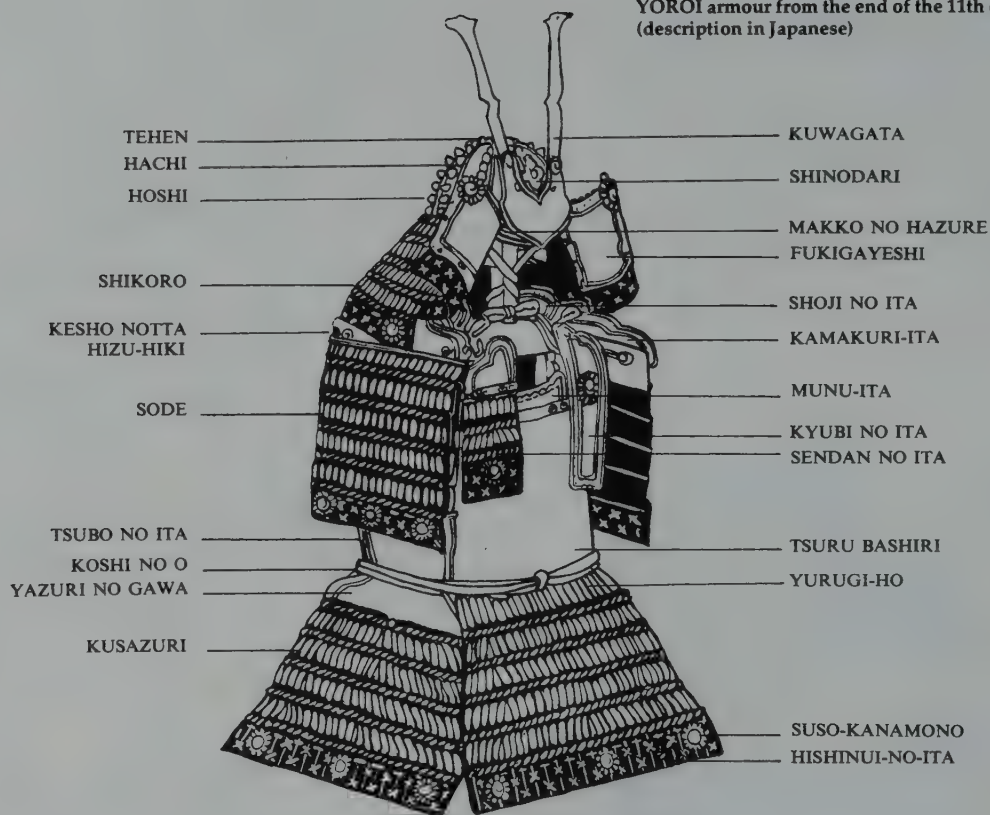 YOROI armour from the end of the 11th
(description in Japanese)
TEHEN
HACHI
HOSHI
SHIKORO
KESHO NOTTA
HIZU-HIKI
SODE
TSUBO NO ITA
KOSHI NO O
YAZURI NO GAWA
KUSAZURI
KUWAGATA
SHINODARI
MAKKO NO HAZURE
FUKIGAYESHI
SHOJI NO ITA
KAMAKURI-ITA
MUNU-ITA
KYUBI NO ITA
SENDAN NO ITA
TSURU BASHIRI
YURUGI-HO
SUSO-KANAMONO
HISHINUI-NO-ITA